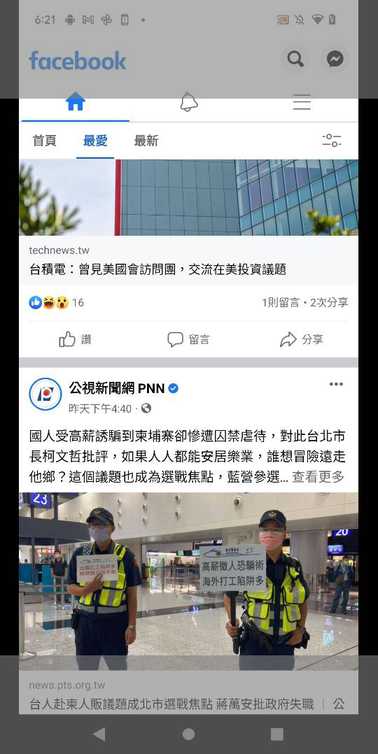 6:21
facebook
首頁
最愛
最新
technews.tw
台積電：曾見美國會訪問團，交流在美投資議題
16
1則留言・2次分享
讚
留言
分享
公視新聞網 PNN
昨天下午4:40
國人受高薪誘騙到柬埔寨卻慘遭囚禁虐待，對此台北市
長柯文哲批評，如果人人都能安居樂業，誰想冒險遠走
他鄉？這個議題也成為選戰焦點，藍營參選... 查看更多
23
20
高薪徵人恐騙術
海外打工陷阱多
news.pts.org.tw
台人赴柬人販議題成北市選戰焦點 蔣萬安批政府失職 ｜ 公